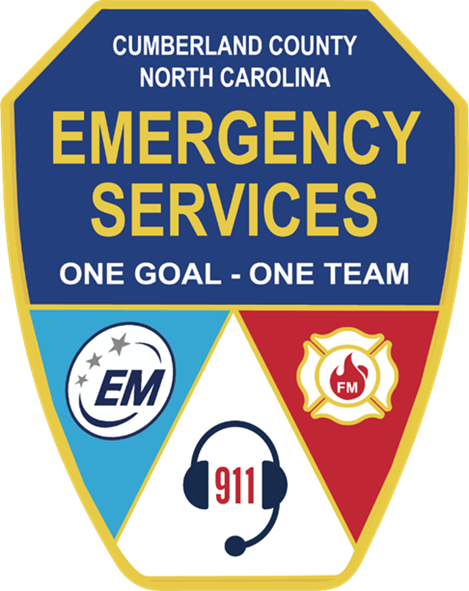 CUMBERLAND COUNTY
NORTH CAROLINA
EMERGENCY
SERVICES
ONE GOAL - ONE TEAM
EM
FM
911